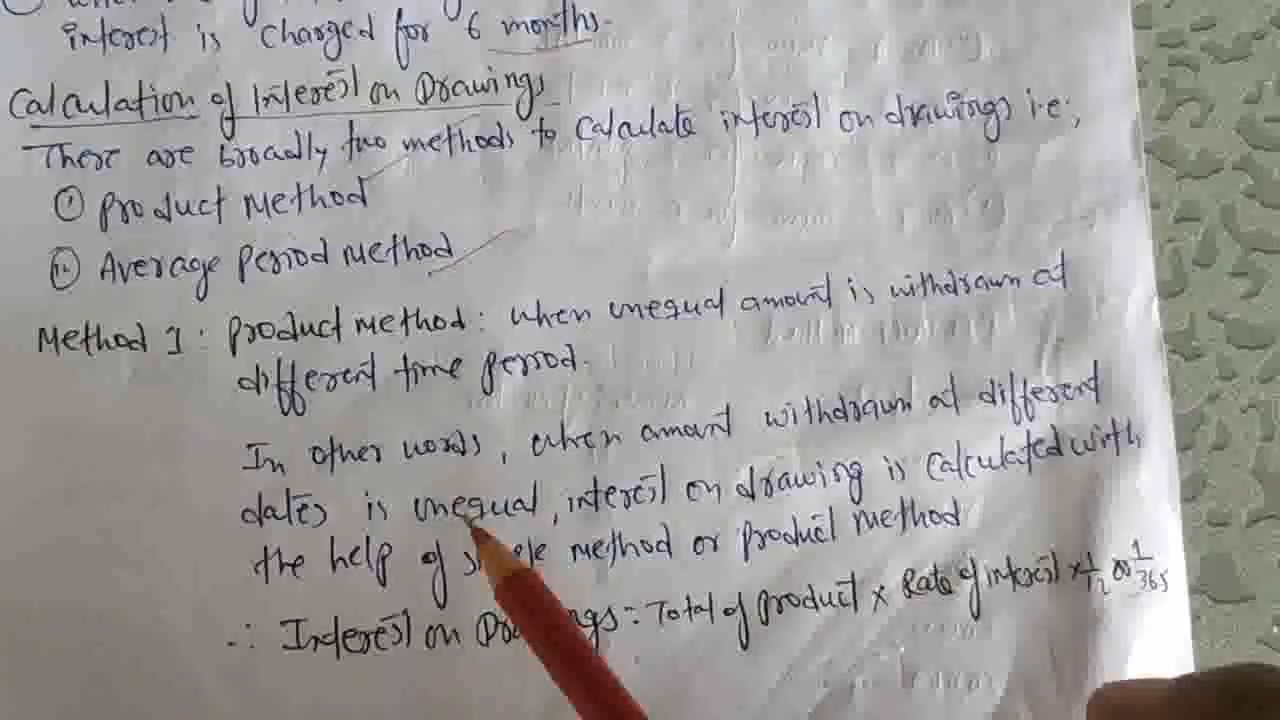 interest is charged for 6 months.
Calculation of Interest on Drawings
There are broadly two methods to calculate interest on drawings i.e;
(i) Product Method
(ii) Average Period Method
Method 1: Product method: when unequal amount is withdrawn at
different time period.
In other words, when amount withdrawn at different
dates is unequal, interest on drawing is calculated with
the help of method or product method
∴ Interest on Drawings = Total of product × Rate of interest × 1/12 or 1/365